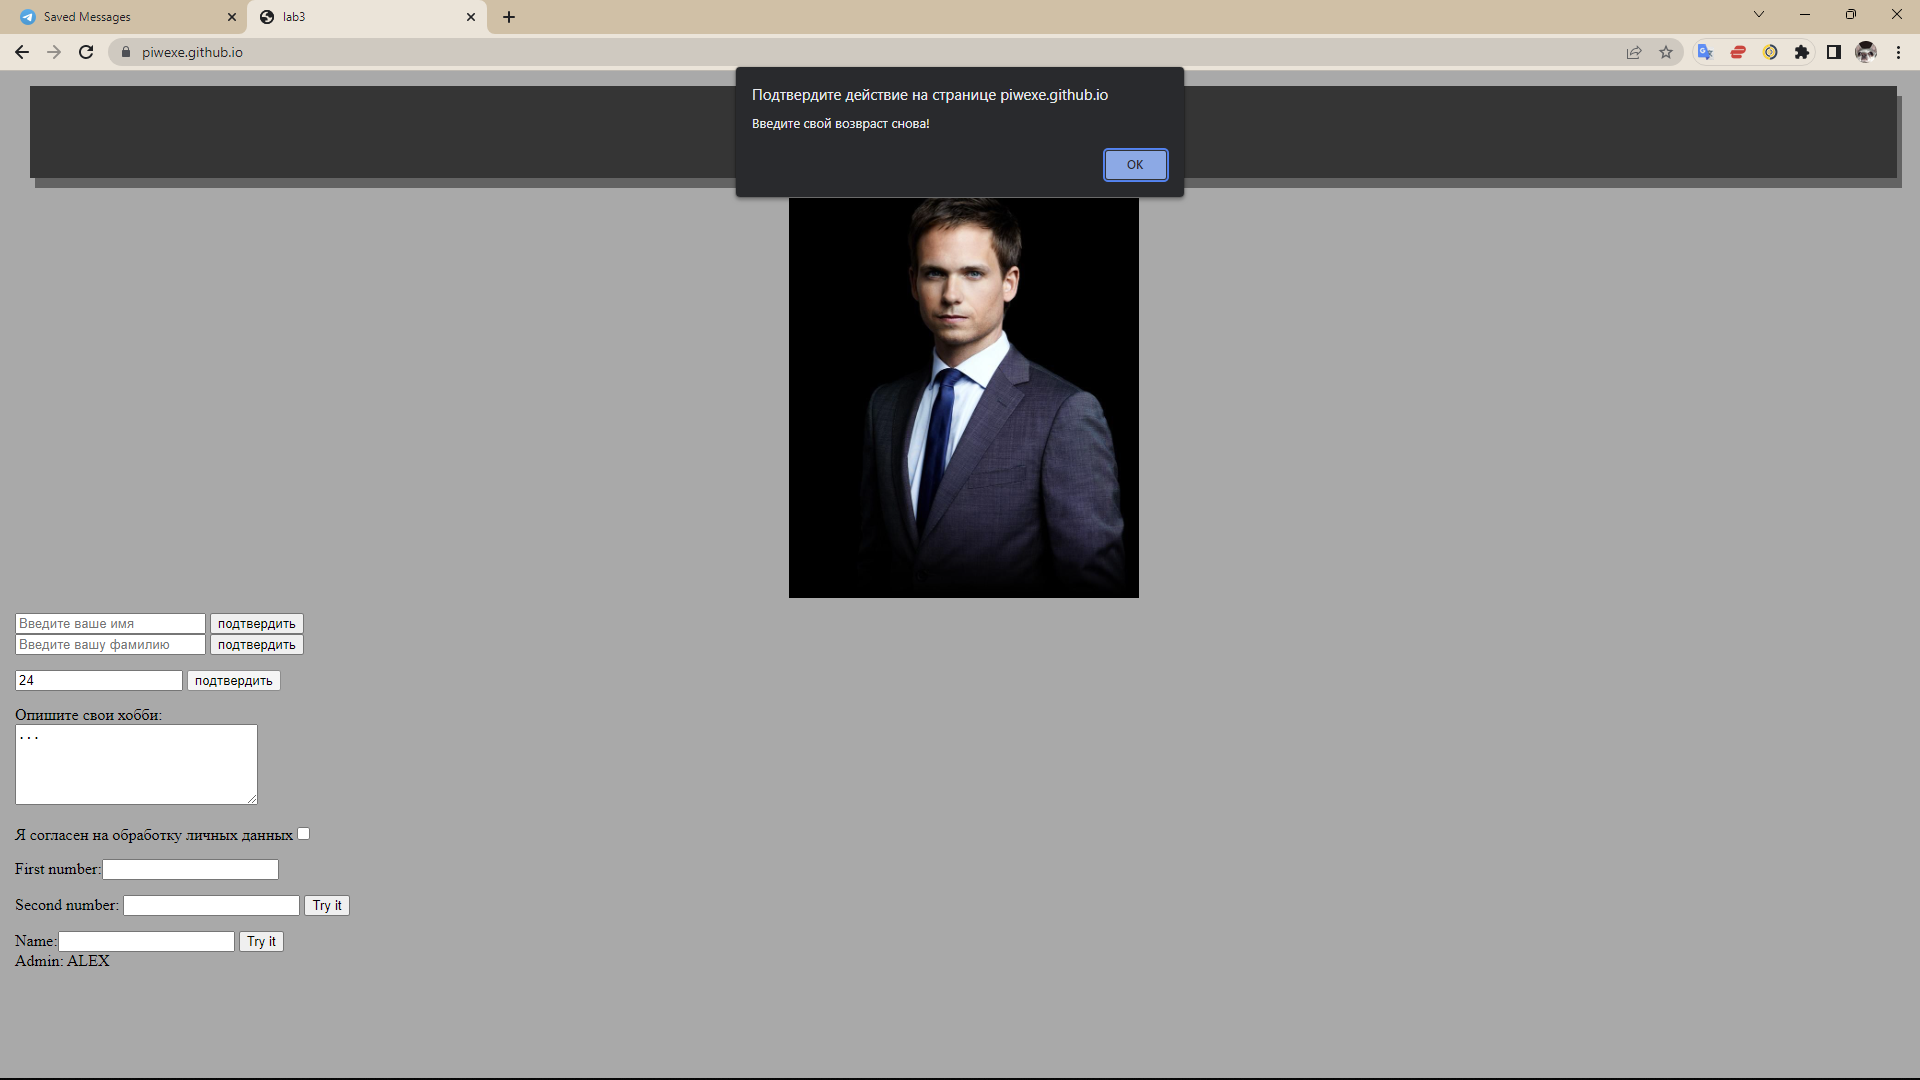 Saved Messages
lab3
piwexe.github.io
Подтвердите действие на странице piwexe.github.io
Введите свой возвраст снова!
OK
Введите ваше имя подтвердить
Введите вашу фамилию подтвердить
24 подтвердить
Опишите свои хобби:
...
Я согласен на обработку личных данных
First number:
Second number: Try it
Name: Try it
Admin: ALEX